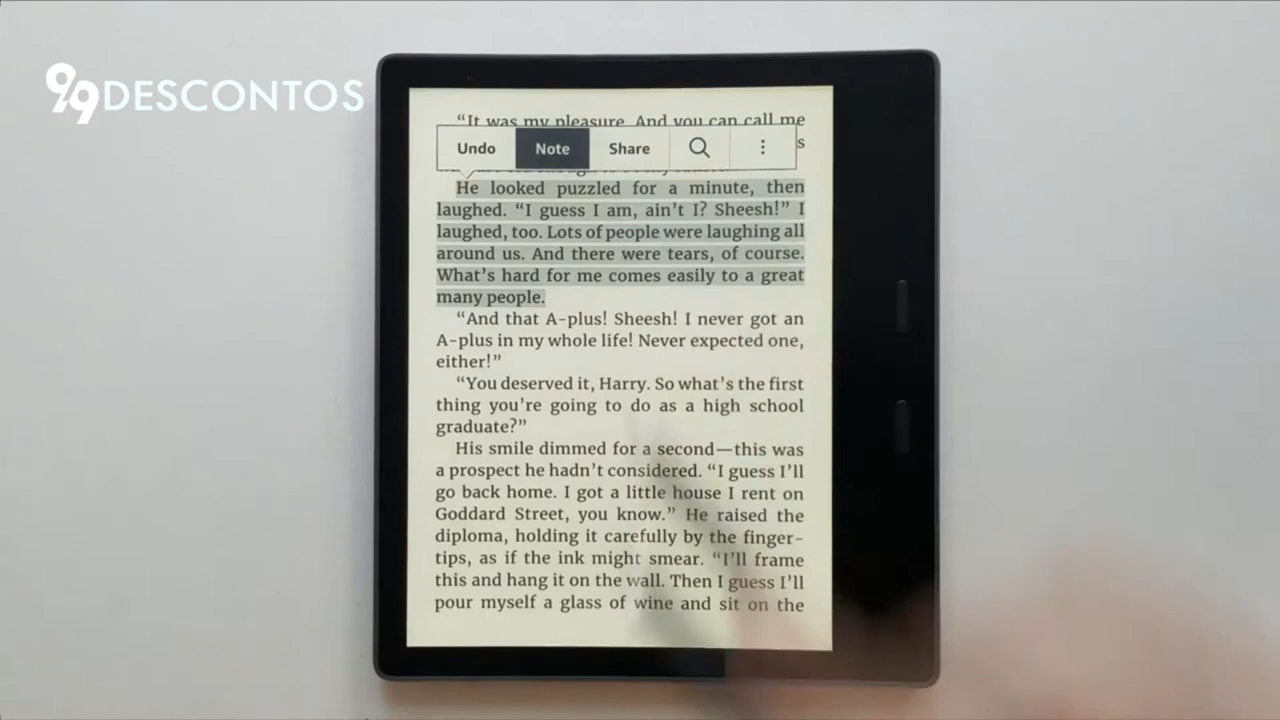 99DESCONTOS
“It was my pleasure. And you can call me
Undo Note Share
He looked puzzled for a minute, then
laughed. “I guess I am, ain’t I? Sheesh!” I
laughed, too. Lots of people were laughing all
around us. And there were tears, of course.
What’s hard for me comes easily to a great
many people.
“And that A-plus! Sheesh! I never got an
A-plus in my whole life! Never expected one,
either!”
“You deserved it, Harry. So what’s the first
thing you’re going to do as a high school
graduate?”
His smile dimmed for a second—this was
a prospect he hadn’t considered. “I guess I’ll
go back home. I got a little house I rent on
Goddard Street, you know.” He raised the
diploma, holding it carefully by the finger-
tips, as if the ink might smear. “I’ll frame
this and hang it on the wall. Then I guess I’ll
pour myself a glass of wine and sit on the